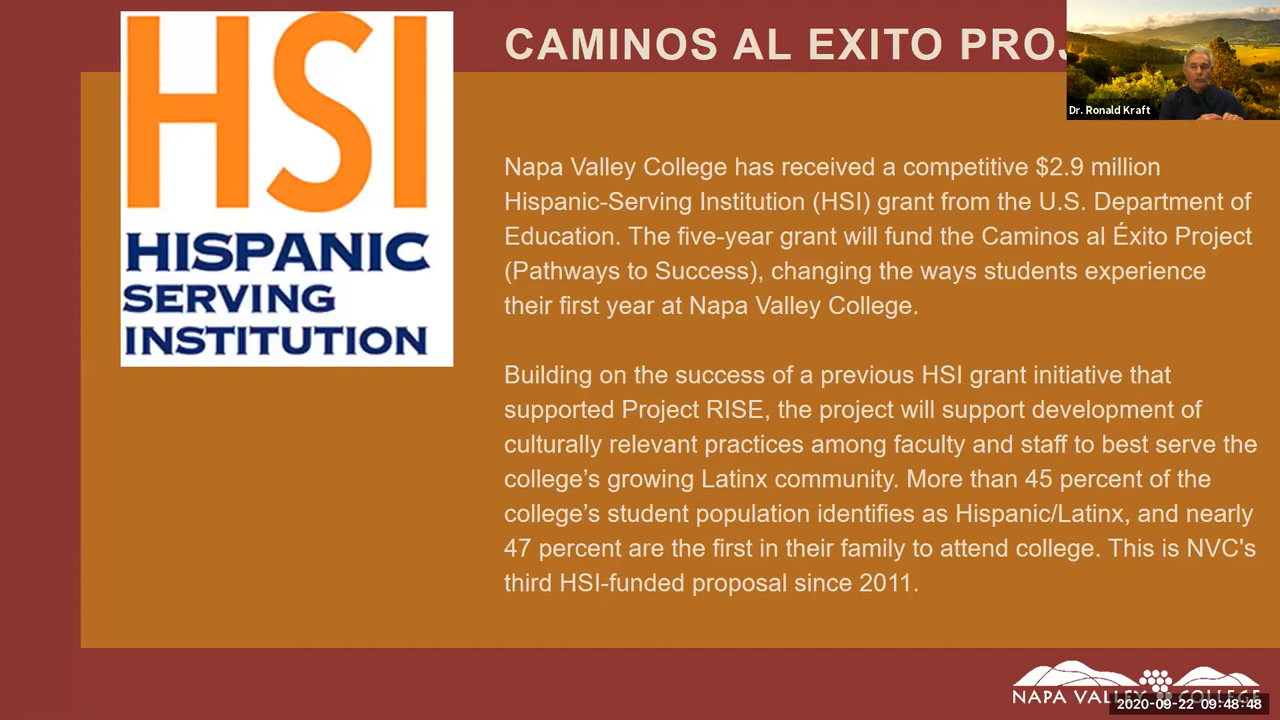 HSI
HISPANIC
SERVING
INSTITUTION
CAMINOS AL EXITO
Dr. Ronald Kraft
Napa Valley College has received a competitive $2.9 million
Hispanic-Serving Institution (HSI) grant from the U.S. Department of
Education. The five-year grant will fund the Caminos al Éxito Project
(Pathways to Success), changing the ways students experience
their first year at Napa Valley College.
Building on the success of a previous HSI grant initiative that
supported Project RISE, the project will support development of
culturally relevant practices among faculty and staff to best serve the
college’s growing Latinx community. More than 45 percent of the
college’s student population identifies as Hispanic/Latinx, and nearly
47 percent are the first in their family to attend college. This is NVC's
third HSI-funded proposal since 2011.
NAPA VALLEY COLLEGE
2020-09-22 09:48:48